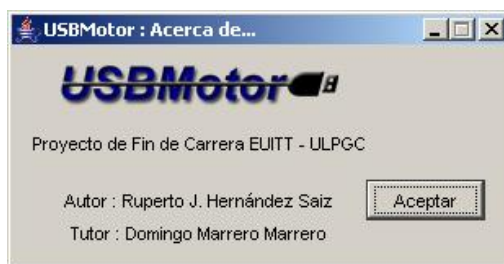 USBMotor : Acerca de...
USBMotor
Proyecto de Fin de Carrera EUITT - ULPGC
Autor : Ruperto J. Hernández Saiz
Aceptar
Tutor : Domingo Marrero Marrero